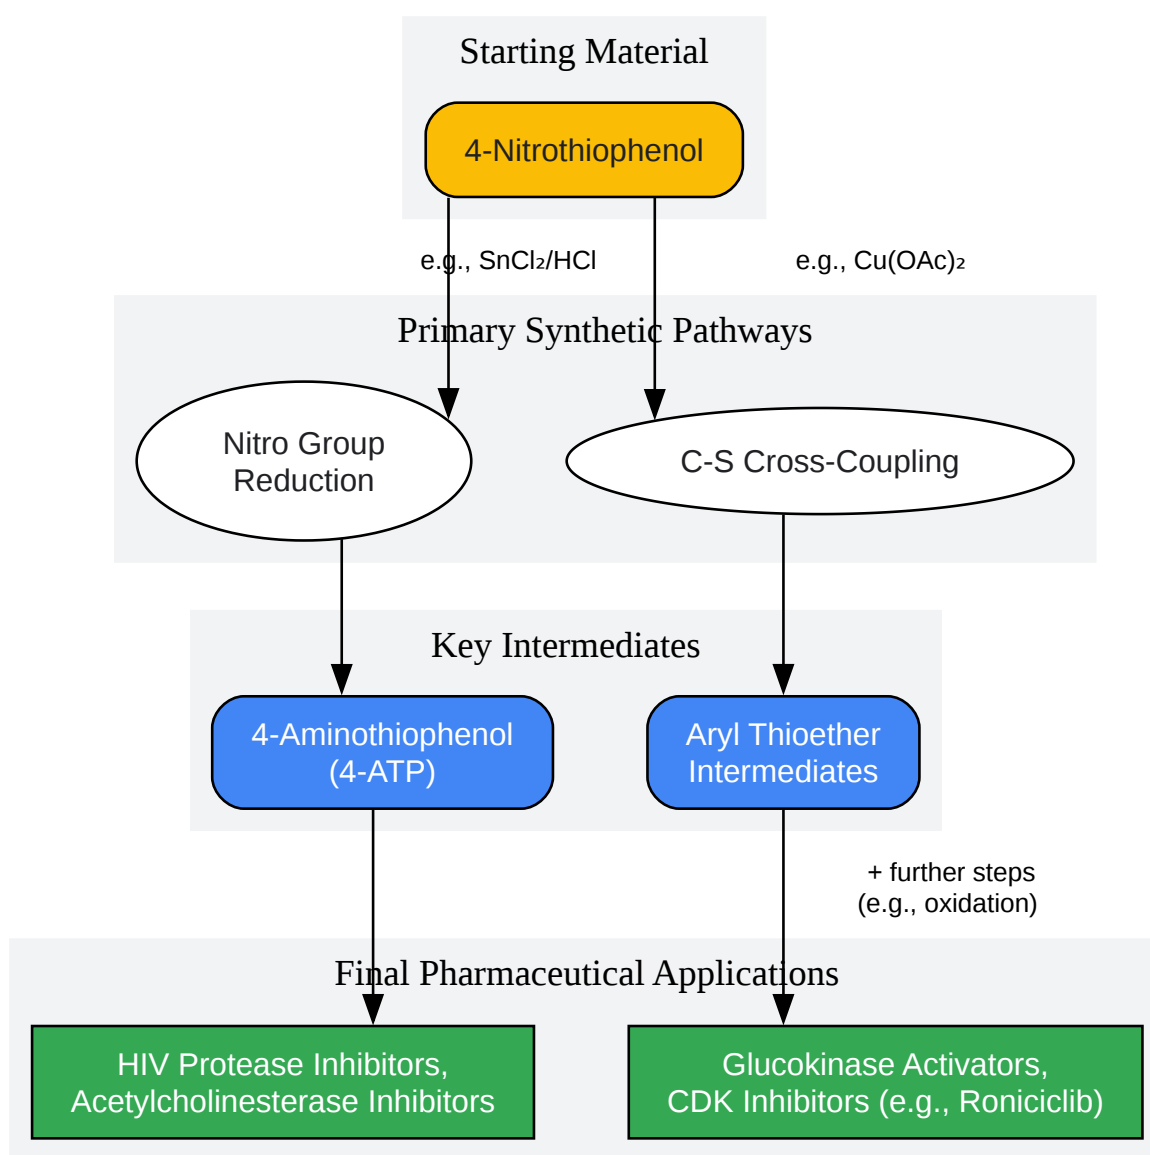 Starting Material
4-Nitrothiophenol
e.g., SnCl₂/HCl
e.g., Cu(OAc)₂
Primary Synthetic Pathways
Nitro Group
Reduction
C-S Cross-Coupling
Key Intermediates
4-Aminothiophenol
(4-ATP)
Aryl Thioether
Intermediates
+ further steps
(e.g., oxidation)
Final Pharmaceutical Applications
HIV Protease Inhibitors,
Acetylcholinesterase Inhibitors
Glucokinase Activators,
CDK Inhibitors (e.g., Roniciclib)